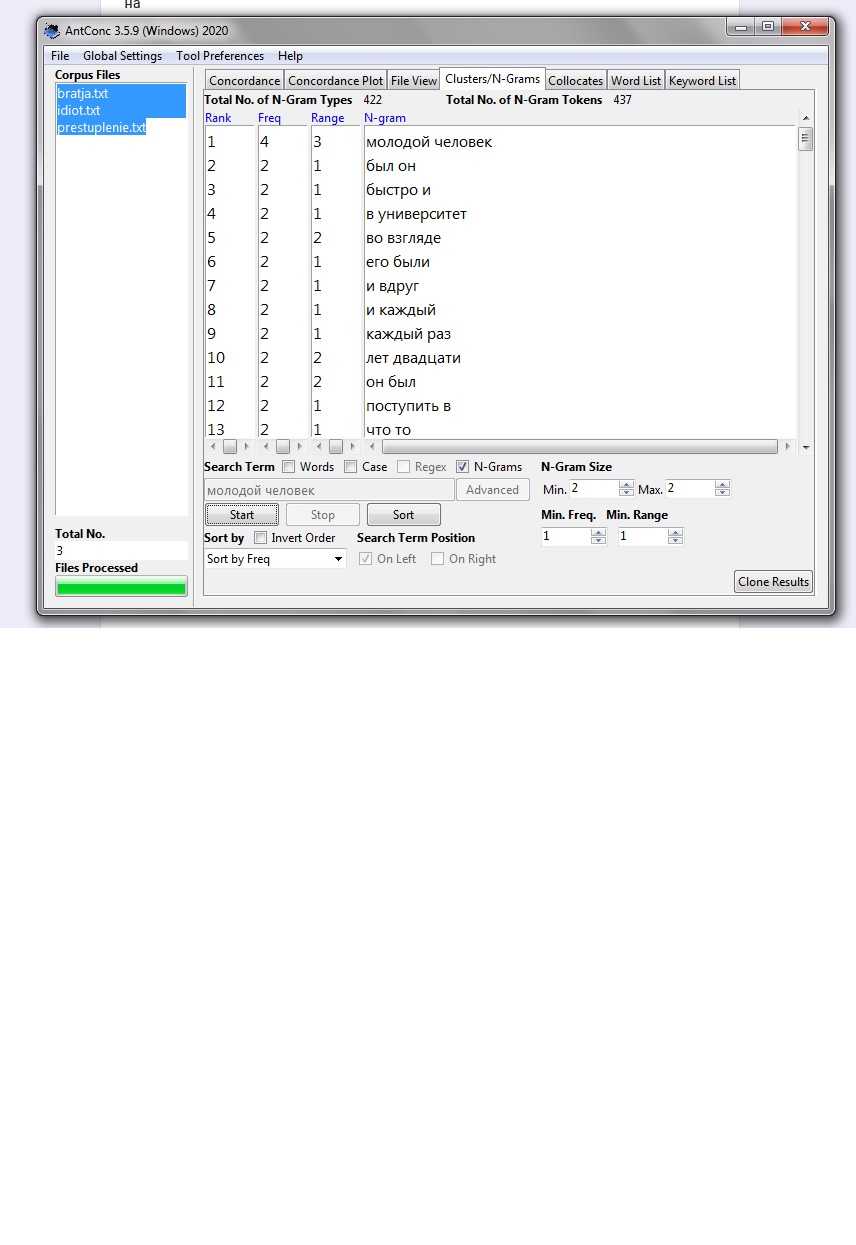 на
AntConc 3.5.9 (Windows) 2020
File Global Settings Tool Preferences Help
Corpus Files
bratja.txt
idiot.txt
prestuplenie.txt
Total No.
3
Files Processed
Concordance Concordance Plot File View Clusters/N-Grams Collocates Word List Keyword List
Total No. of N-Gram Types 422 Total No. of N-Gram Tokens 437
Rank Freq Range N-gram
1 4 3 молодой человек
2 2 1 был он
3 2 1 быстро и
4 2 1 в университет
5 2 2 во взгляде
6 2 1 его были
7 2 1 и вдруг
8 2 1 и каждый
9 2 1 каждый раз
10 2 2 лет двадцати
11 2 2 он был
12 2 1 поступить в
13 2 1 что то
Search Term Words Case Regex N-Grams N-Gram Size
молодой человек Advanced Min. 2 Max. 2
Start Stop Sort Min. Freq. Min. Range
Sort by Invert Order Search Term Position 1 1
Sort by Freq On Left On Right
Clone Results